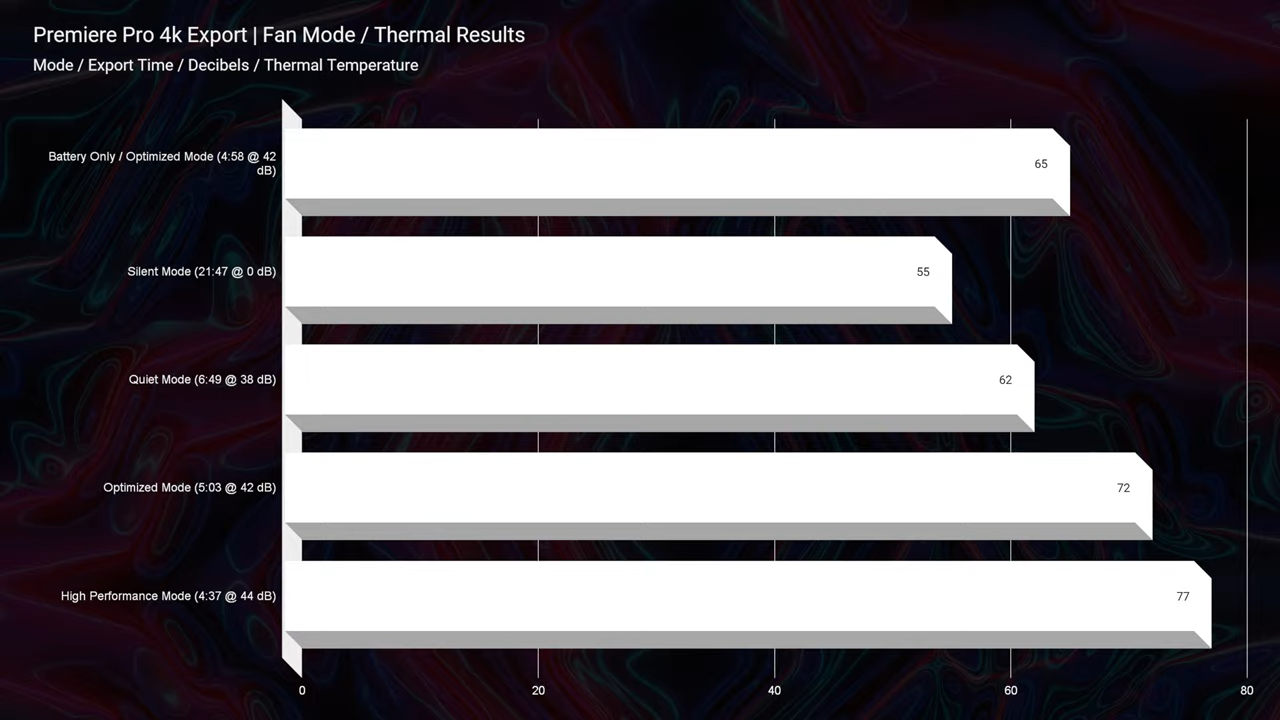 Premiere Pro 4k Export | Fan Mode / Thermal Results
Mode / Export Time / Decibels / Thermal Temperature
Battery Only / Optimized Mode (4:58 @ 42
dB)
65
Silent Mode (21:47 @ 0 dB)
55
Quiet Mode (6:49 @ 38 dB)
62
Optimized Mode (5:03 @ 42 dB)
72
High Performance Mode (4:37 @ 44 dB)
77
0 20 40 60 80